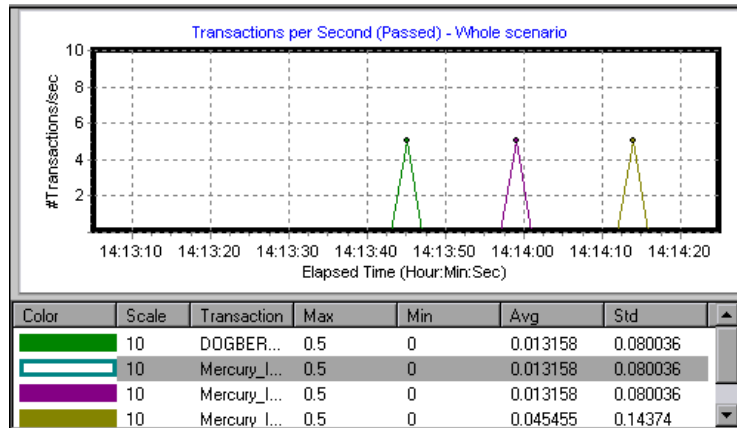 Transactions per Second (Passed) - Whole scenario
10
8
6
4
2
#Transactions/sec
14:13:10 14:13:20 14:13:30 14:13:40 14:13:50 14:14:00 14:14:10 14:14:20
Elapsed Time (Hour:Min:Sec)
Color Scale Transaction Max Min Avg Std
10 DOGBER... 0.5 0 0.013158 0.080036
10 Mercury_I... 0.5 0 0.013158 0.080036
10 Mercury_I... 0.5 0 0.013158 0.080036
10 Mercury_I... 0.5 0 0.045455 0.14374